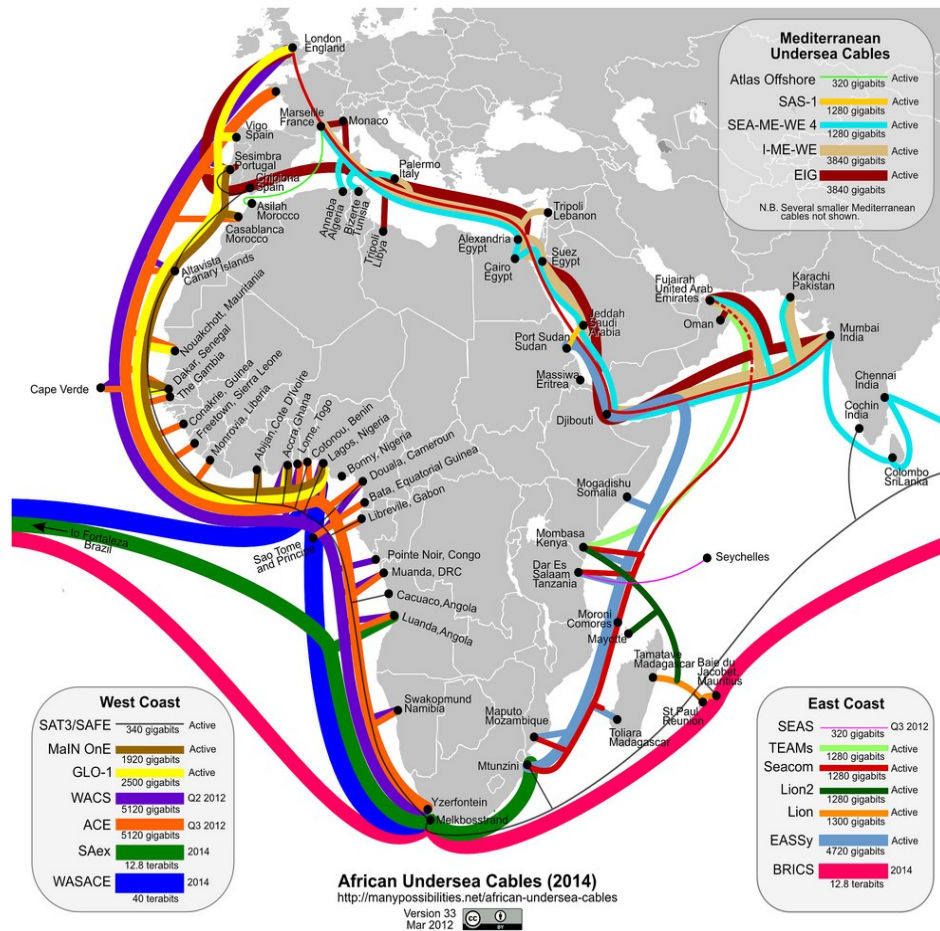 London
England
Vigo
Spain
Sesimbra
Portugal
Chipiona
Spain
Asilah
Morocco
Casablanca
Morocco
Altavista
Canary Islands
Nouakchott, Mauritania
Dakar, Senegal
The Gambia
Cape Verde
Conakrie, Guinea
Freetown, Sierra Leone
Monrovia, Liberia
Abijan,Cote D'Ivoire
Accra,Ghana
Lome, Togo
Cotonou, Benin
Lagos, Nigeria
Bonny, Nigeria
Douala, Cameroun
Bata, Equatorial Guinea
Libreville, Gabon
Sao Tome
and Principe
to Fortaleza
Brazil
Pointe Noir, Congo
Muanda, DRC
Cacuaco,Angola
Luanda,Angola
Swakopmund
Namibia
Yzerfontein
Melkbosstrand
Marseille
France
Monaco
Annaba
Algeria
Bizerte
Tunisia
Palermo
Italy
Tripoli
Libya
Tripoli
Lebanon
Alexandria
Egypt
Cairo
Egypt
Suez
Egypt
Jeddah
Saudi
Arabia
Port Sudan
Sudan
Massiwa
Eritrea
Djibouti
Fujairah
United Arab
Emirates
Oman
Karachi
Pakistan
Mumbai
India
Chennai
India
Cochin
India
Colombo
SriLanka
Mogadishu
Somalia
Mombasa
Kenya
Dar Es
Salaam
Tanzania
Seychelles
Moroni
Comores
Mayotte
Tamatave
Madagascar
Baie du
Jacobet
Mauritius
St Paul
Reunion
Maputo
Mozambique
Toliara
Madagascar
Mtunzini
Mediterranean
Undersea Cables
Atlas Offshore Active
320 gigabits
SAS-1 Active
1280 gigabits
SEA-ME-WE 4 Active
1280 gigabits
I-ME-WE Active
3840 gigabits
EIG Active
3840 gigabits
N.B. Several smaller Mediterranean
cables not shown.
West Coast
SAT3/SAFE Active
340 gigabits
MaIN OnE Active
1920 gigabits
GLO-1 Active
2500 gigabits
WACS Q2 2012
5120 gigabits
ACE Q3 2012
5120 gigabits
SAex 2014
12.8 terabits
WASACE 2014
40 terabits
East Coast
SEAS Q3 2012
320 gigabits
TEAMs Active
1280 gigabits
Seacom Active
1280 gigabits
Lion2 Active
1280 gigabits
Lion Active
1300 gigabits
EASSy Active
4720 gigabits
BRICS 2014
12.8 terabits
African Undersea Cables (2014)
http://manypossibilities.net/african-undersea-cables
Version 33
Mar 2012
cc
BY